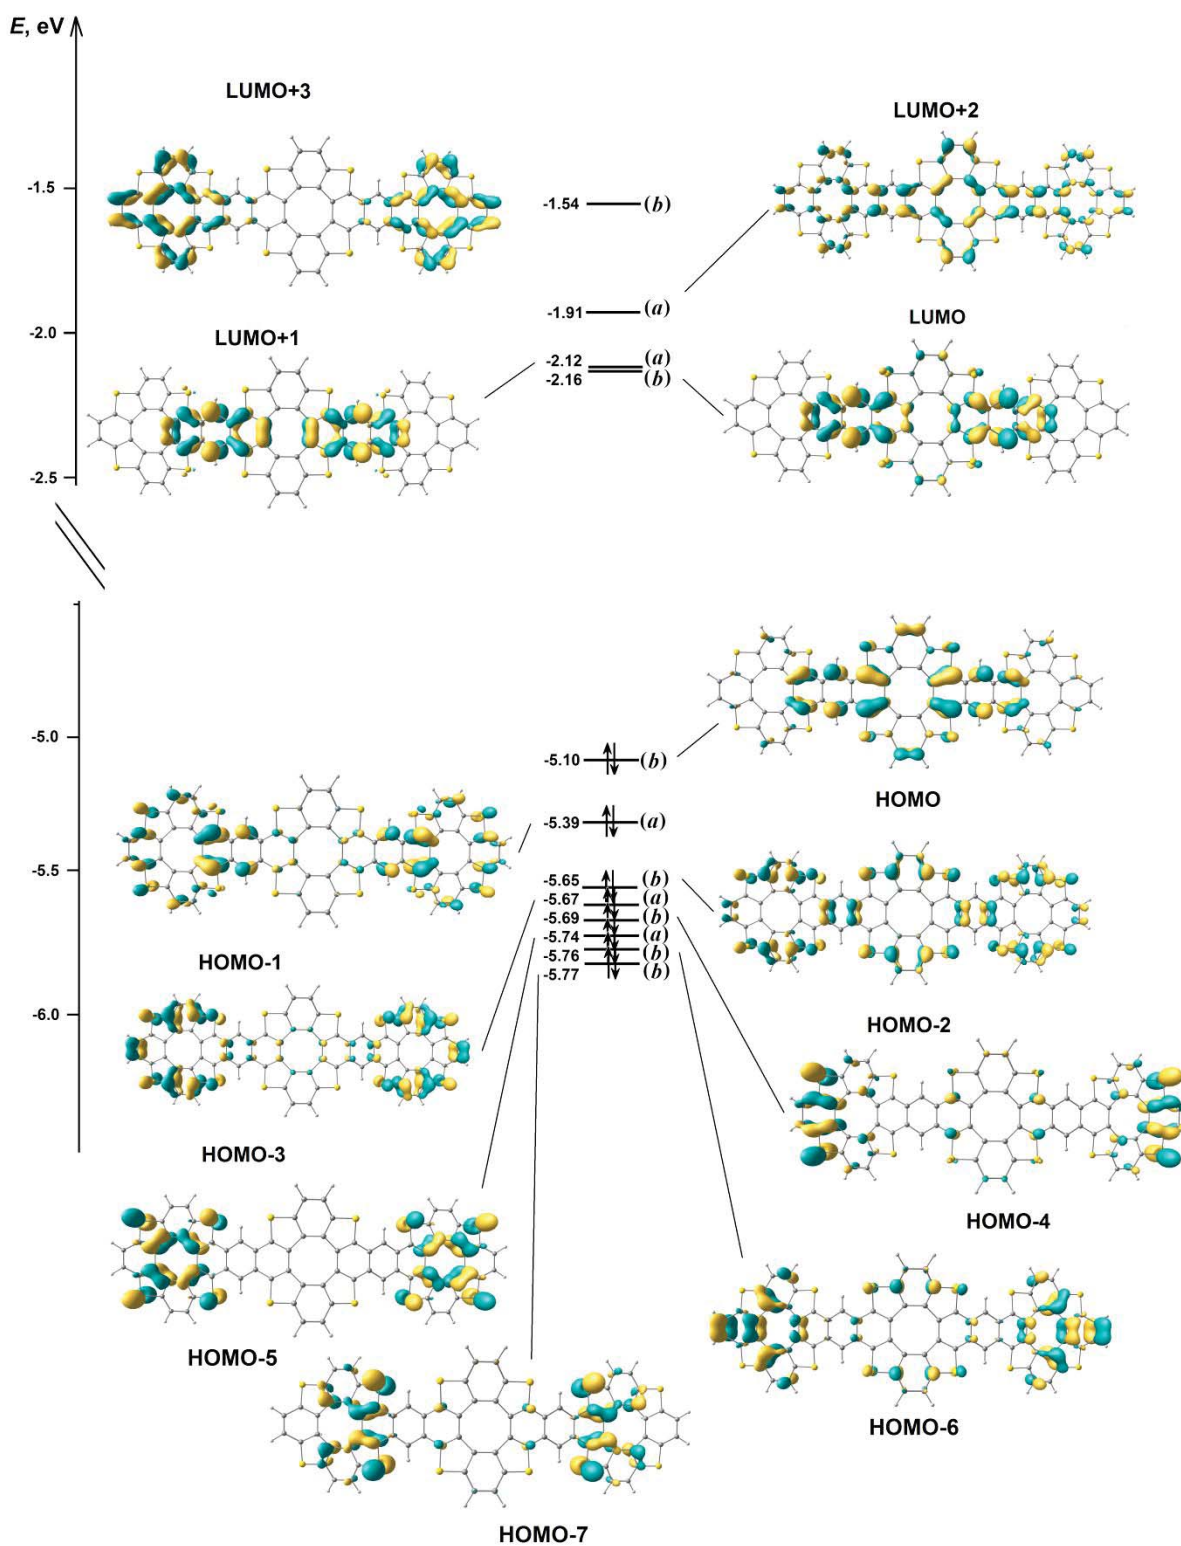 E, eV
LUMO+3
LUMO+2
-1.5
-1.54 (b)
-1.91 (a)
LUMO
-2.0
LUMO+1
-2.12 (a)
-2.16 (b)
-2.5
-5.0
-5.10 (b)
HOMO
-5.39 (a)
-5.5
-5.65 (b)
-5.67 (a)
-5.69 (b)
-5.74 (a)
-5.76 (b)
-5.77 (b)
HOMO-1
-6.0
HOMO-2
HOMO-3
HOMO-4
HOMO-5
HOMO-6
HOMO-7